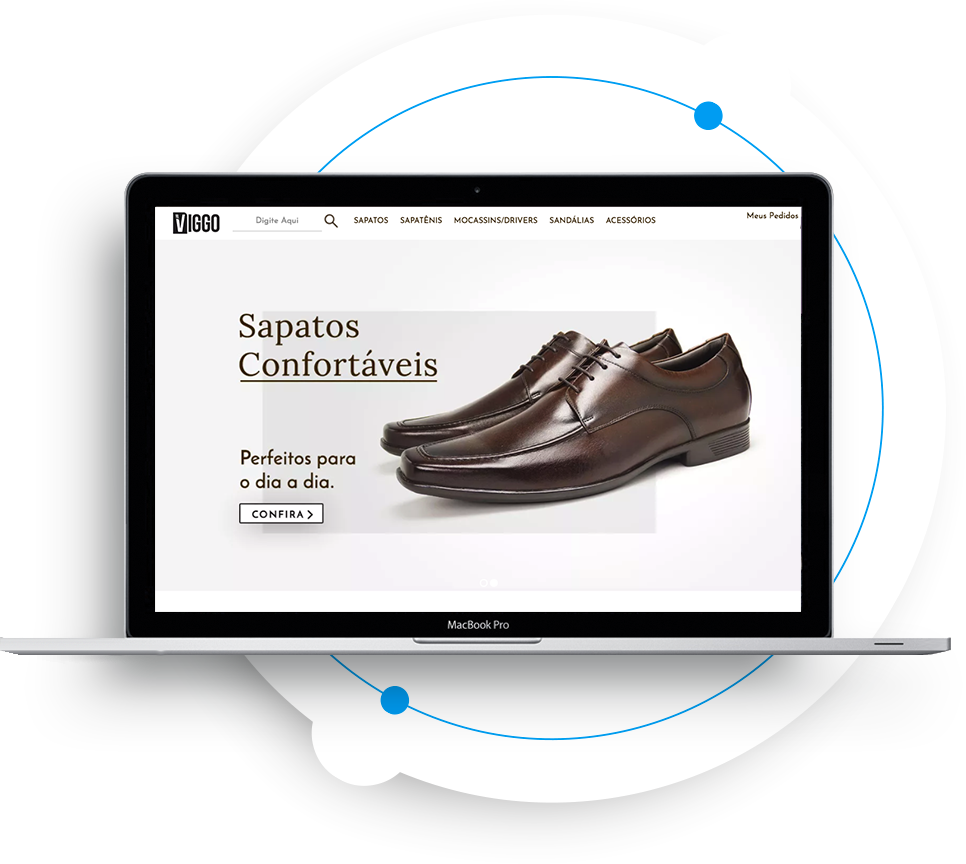 VIGGO
Digite Aqui
SAPATOS
SAPATÊNIS
MOCASSINS/DRIVERS
SANDÁLIAS
ACESSÓRIOS
Meus Pedidos
Sapatos
Confortáveis
Perfeitos para
o dia a dia.
CONFIRA
MacBook Pro